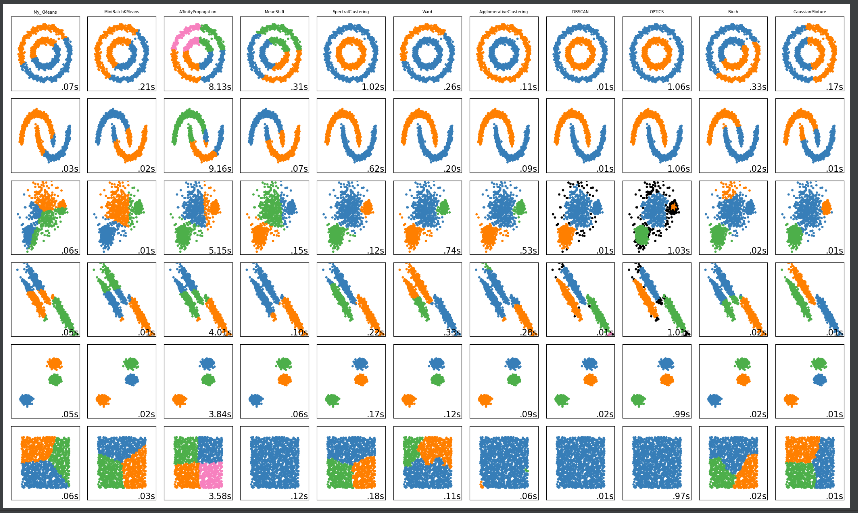 My_KMeans MiniBatchKMeans AffinityPropagation MeanShift SpectralClustering Ward AgglomerativeClustering DBSCAN OPTICS Birch GaussianMixture
.07s .21s 8.13s .31s 1.02s .26s .11s .01s 1.06s .33s .17s
.03s .02s 9.16s .07s .62s .20s .09s .01s 1.06s .02s .01s
.06s .01s 5.15s .15s .12s .74s .53s .01s 1.03s .02s .01s
.05s .01s 4.01s .10s .22s .01s .02s .01s
.05s .02s 3.84s .06s .17s .12s .09s .02s .99s .02s .01s
.06s .03s 3.58s .12s .18s .11s .06s .01s .97s .02s .01s